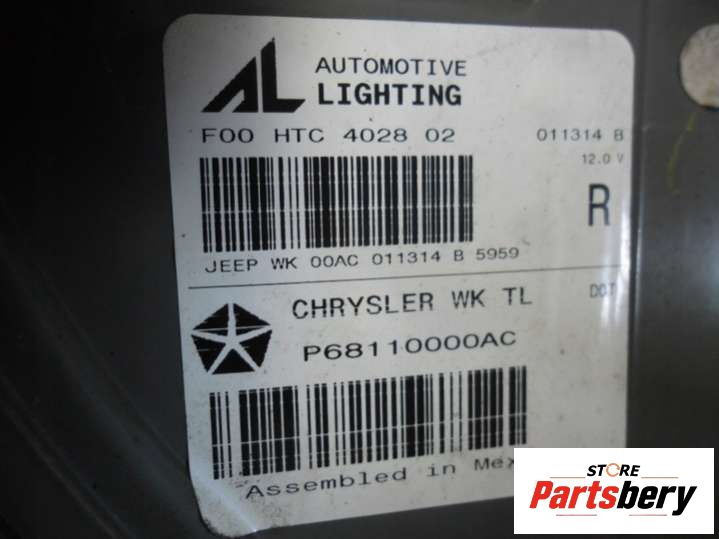 AL AUTOMOTIVE
LIGHTING
F00 HTC 4028 02
011314 B
12.0 V
R
JEEP WK 00AC 011314 B 5959
CHRYSLER WK TL
DOT
P68110000AC
Assembled in
STORE
Partsbery